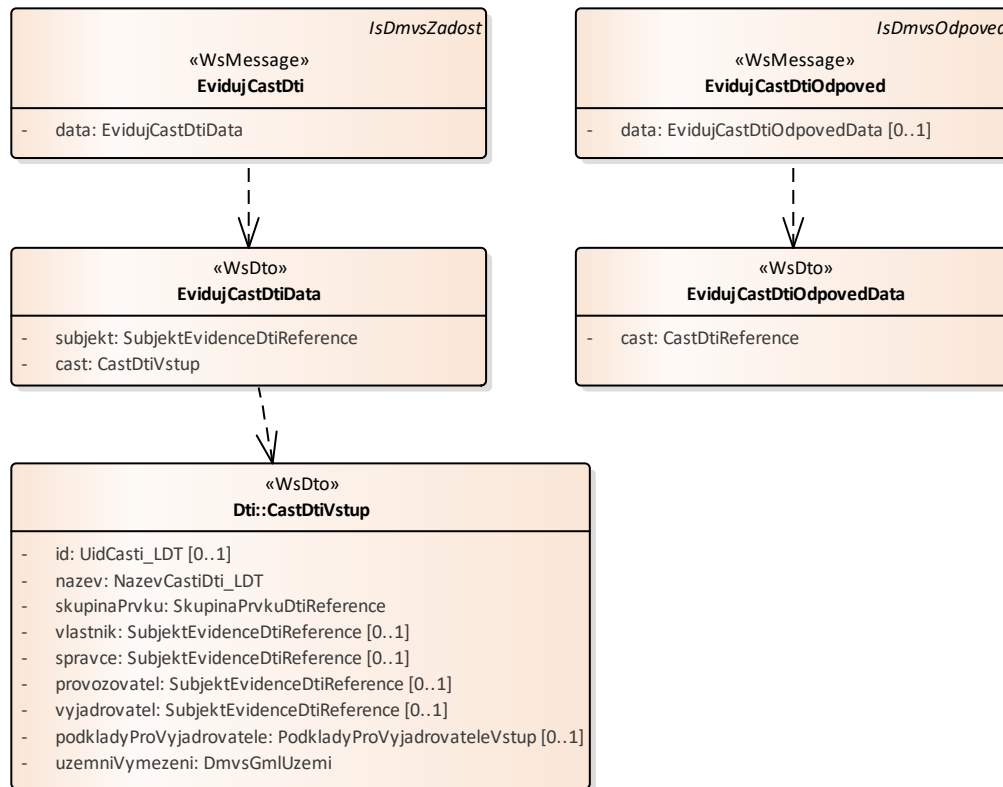 IsDmvsZadost
«WsMessage»
EvidujCastDti
- data: EvidujCastDtiData
IsDmvsOdpoved
«WsMessage»
EvidujCastDtiOdpoved
- data: EvidujCastDtiOdpovedData [0..1]
«WsDto»
EvidujCastDtiData
- subjekt: SubjektEvidenceDtiReference
- cast: CastDtiVstup
«WsDto»
EvidujCastDtiOdpovedData
- cast: CastDtiReference
«WsDto»
Dti::CastDtiVstup
- id: UidCasti_LDT [0..1]
- nazev: NazevCastiDti_LDT
- skupinaPrvku: SkupinaPrvkuDtiReference
- vlastnik: SubjektEvidenceDtiReference [0..1]
- spravce: SubjektEvidenceDtiReference [0..1]
- provozovatel: SubjektEvidenceDtiReference [0..1]
- vyjadrovatel: SubjektEvidenceDtiReference [0..1]
- podkladyProVyjadrovatele: PodkladyProVyjadrovateleVstup [0..1]
- uzemniVymezeni: DmvsGmlUzemi